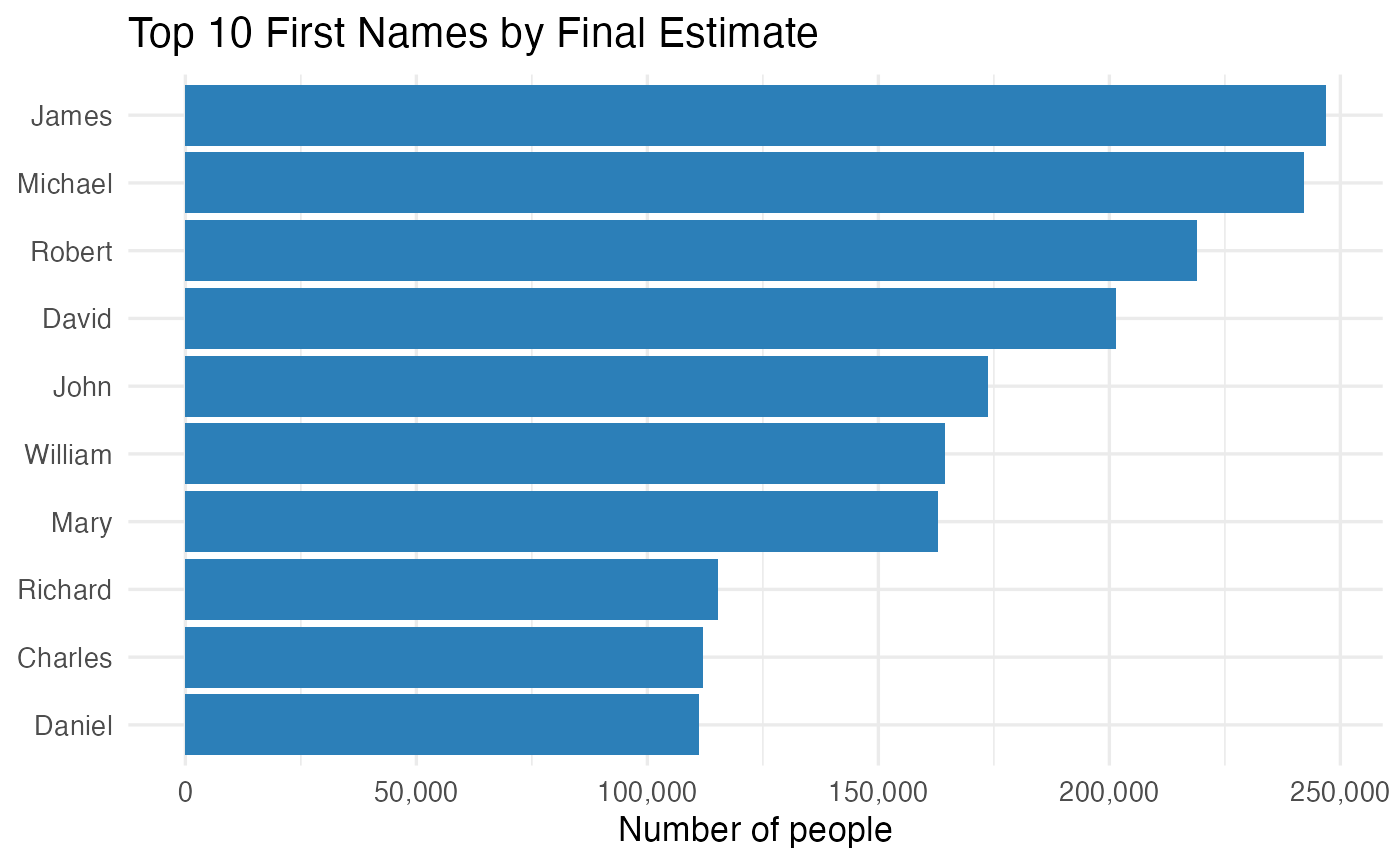 Top 10 First Names by Final Estimate
James
Michael
Robert
David
John
William
Mary
Richard
Charles
Daniel
0 50,000 100,000 150,000 200,000 250,000
Number of people